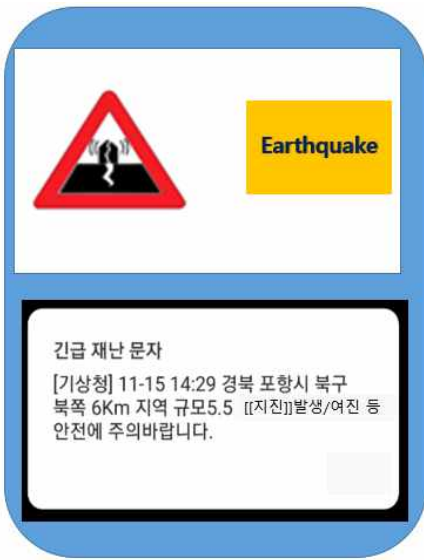 Earthquake
긴급 재난 문자
[기상청] 11-15 14:29 경북 포항시 북구
북쪽 6Km 지역 규모5.5 [[지진]]발생/여진 등
안전에 주의바랍니다.